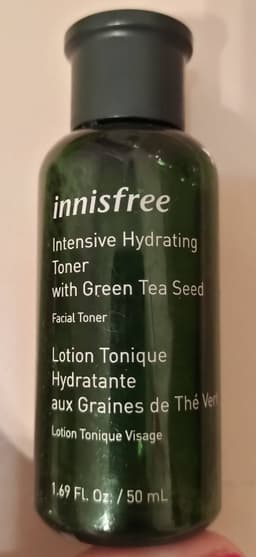 innisfree
Intensive Hydrating
Toner
with Green Tea Seed
Facial Toner
Lotion Tonique
Hydratante
aux Graines de Thé Vert
Lotion Tonique Visage
1.69 Fl. Oz. / 50 mL